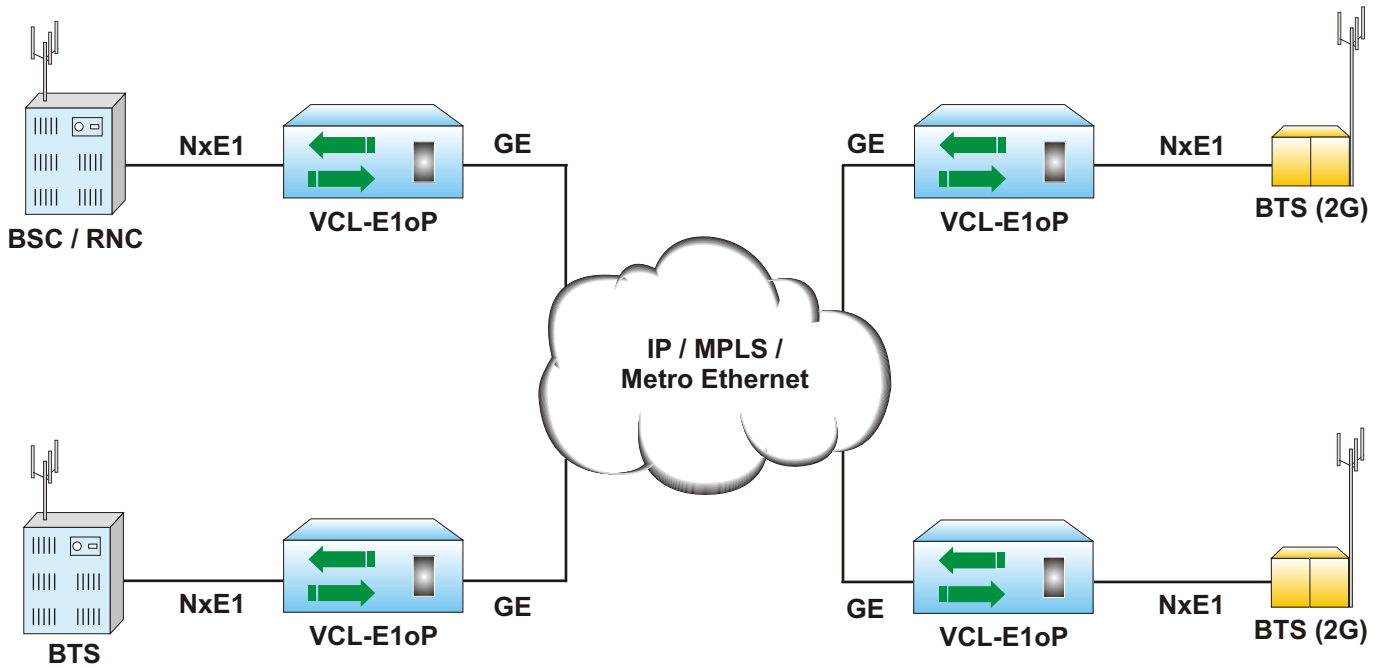 NxE1
GE
GE
NxE1
BSC / RNC
VCL-E1oP
VCL-E1oP
BTS (2G)
IP / MPLS /
Metro Ethernet
NxE1
GE
GE
NxE1
BTS
VCL-E1oP
VCL-E1oP
BTS (2G)